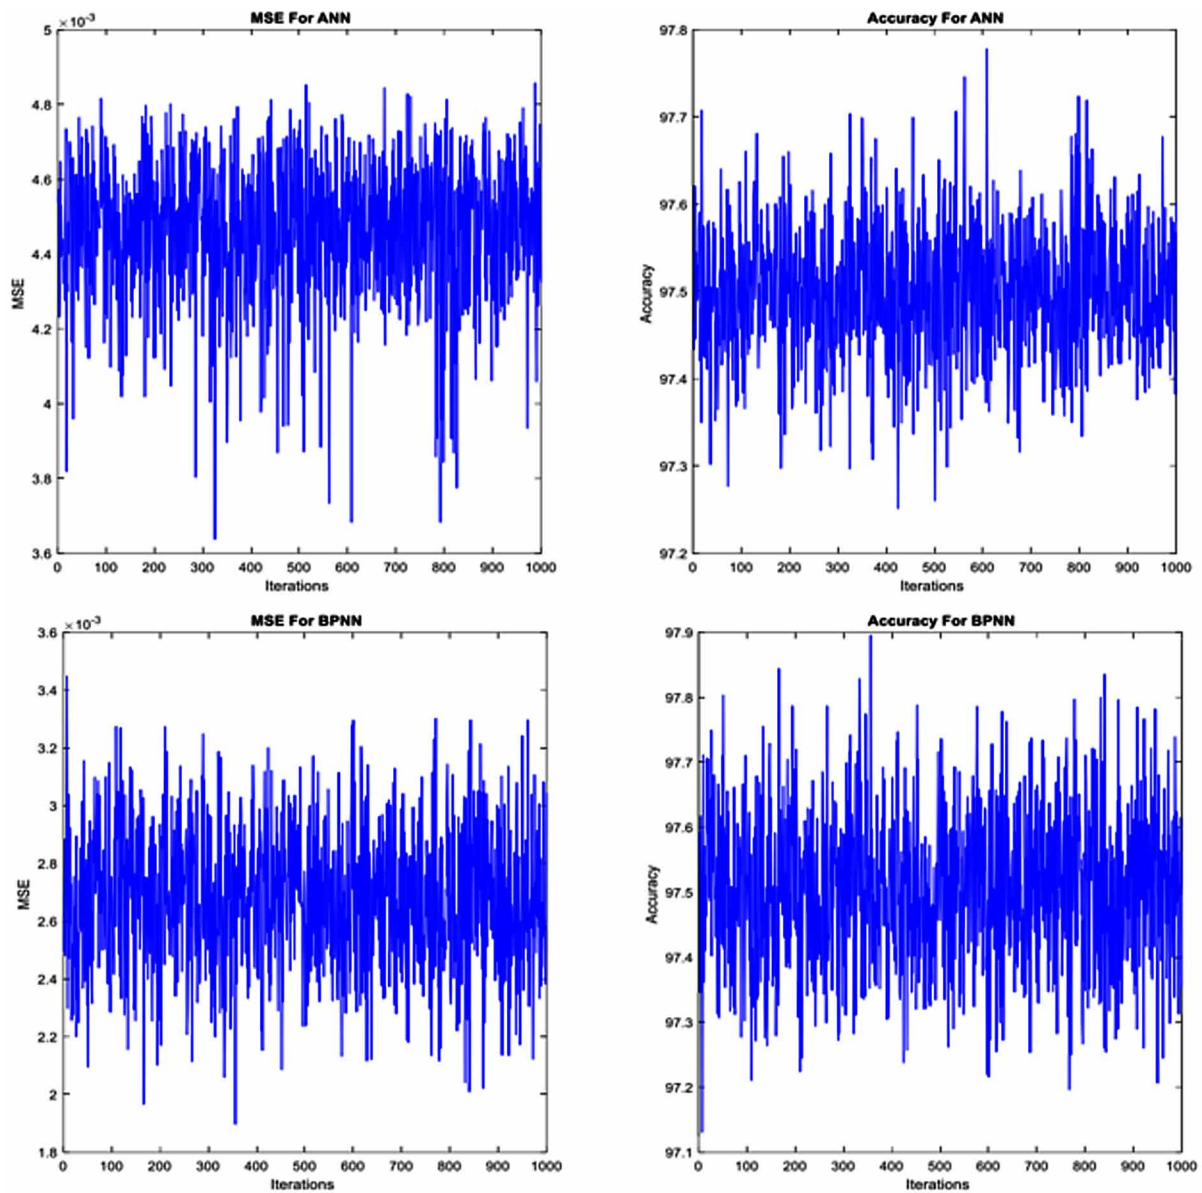 MSE For ANN
×10⁻³
5
4.8
4.6
4.4
4.2
4
3.8
3.6
MSE
0 100 200 300 400 500 600 700 800 900 1000
Iterations
Accuracy For ANN
97.8
97.7
97.6
97.5
97.4
97.3
97.2
Accuracy
0 100 200 300 400 500 600 700 800 900 1000
Iterations
MSE For BPNN
×10⁻³
3.6
3.4
3.2
3
2.8
2.6
2.4
2.2
2
1.8
MSE
0 100 200 300 400 500 600 700 800 900 1000
Iterations
Accuracy For BPNN
97.9
97.8
97.7
97.6
97.5
97.4
97.3
97.2
97.1
Accuracy
0 100 200 300 400 500 600 700 800 900 1000
Iterations